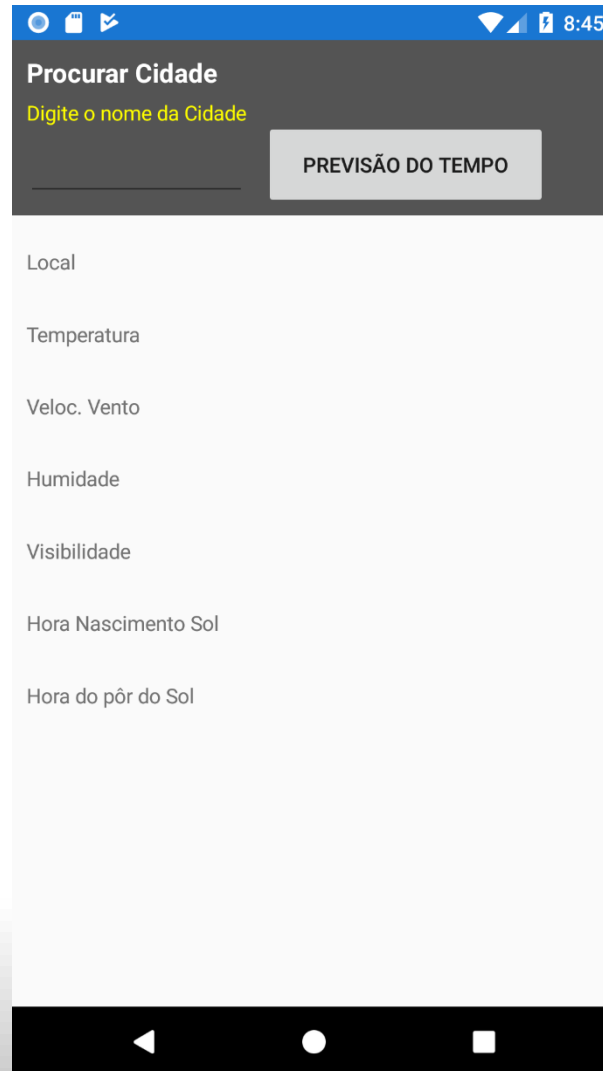 8:45
Procurar Cidade
Digite o nome da Cidade
PREVISÃO DO TEMPO
Local
Temperatura
Veloc. Vento
Humidade
Visibilidade
Hora Nascimento Sol
Hora do pôr do Sol